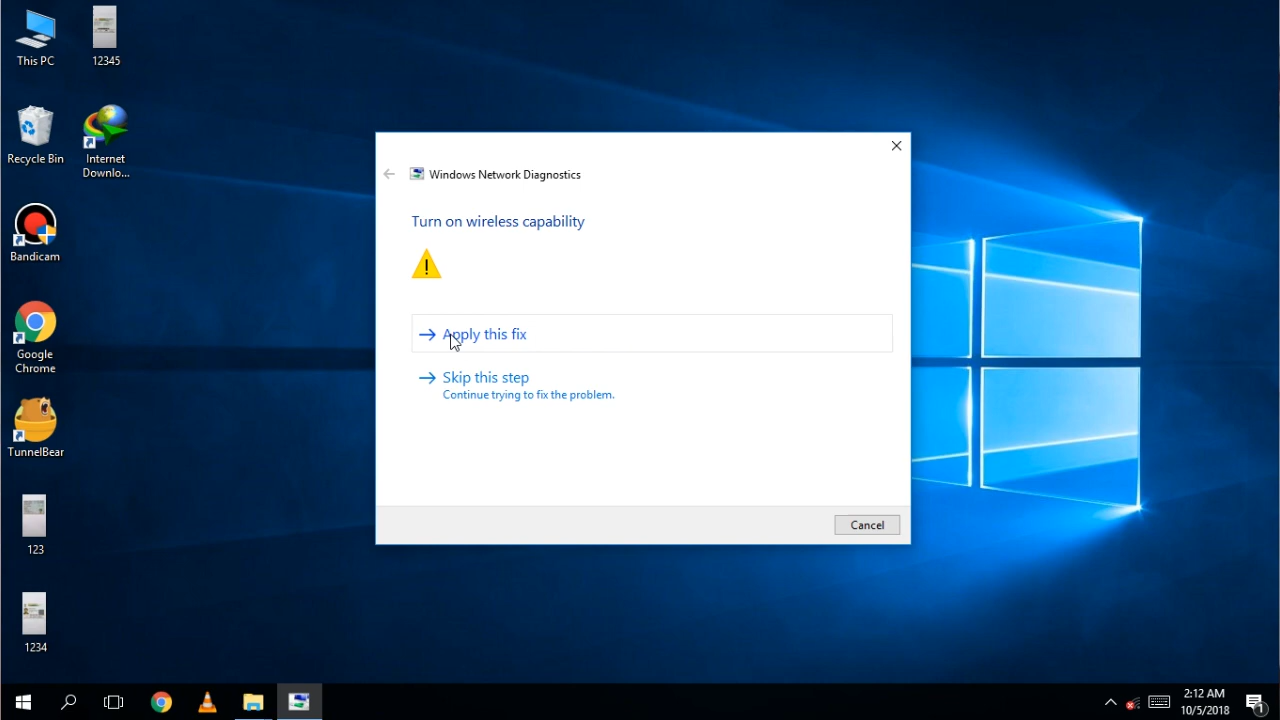 This PC
12345
Recycle Bin
Internet
Downlo...
Bandicam
Google
Chrome
TunnelBear
123
1234
Windows Network Diagnostics
Turn on wireless capability
Apply this fix
Skip this step
Continue trying to fix the problem.
Cancel
2:12 AM
10/5/2018
1